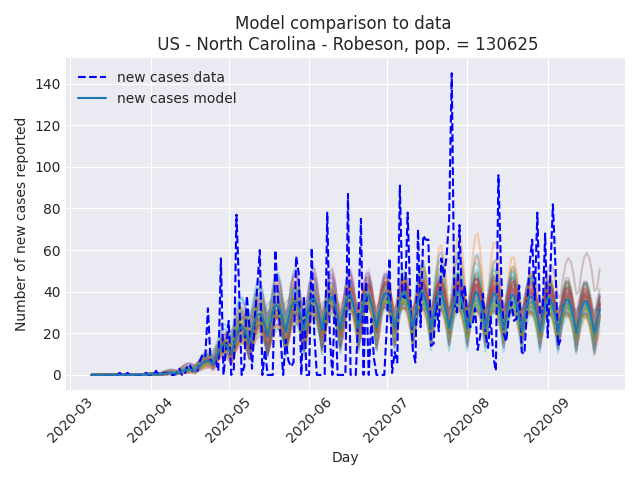 Model comparison to data
US - North Carolina - Robeson, pop. = 130625
new cases data
new cases model
Number of new cases reported
140
120
100
80
60
40
20
0
2020-03
2020-04
2020-05
2020-06
2020-07
2020-08
2020-09
Day